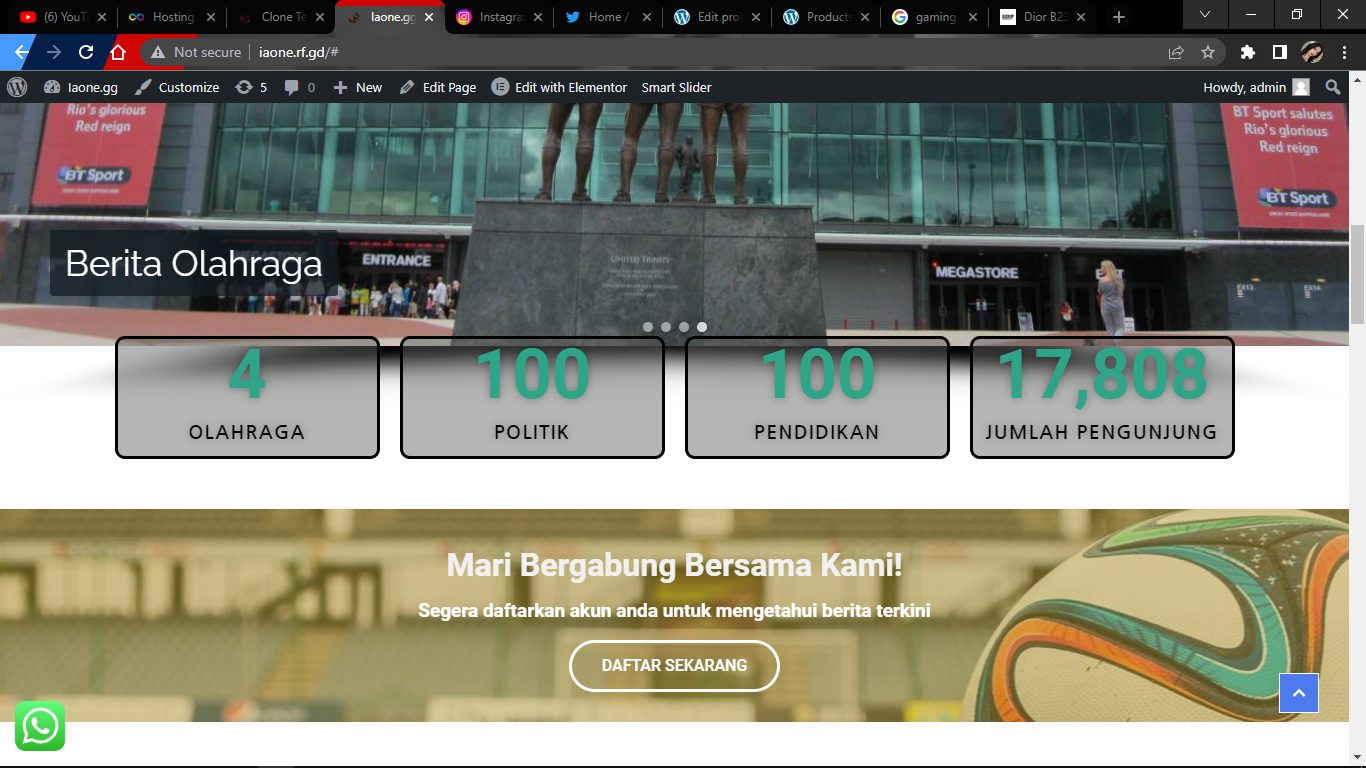 (6) YouT
Hosting
Clone Te
Iaone.gg
Instagra
Home /
Edit pro
Products
gaming
Dior B23
Not secure
iaone.rf.gd/#
Iaone.gg
Customize
5
0
New
Edit Page
Edit with Elementor
Smart Slider
Howdy, admin
Rio's glorious
Red reign
BT Sport
BT Sport salutes
Rio's glorious
Red reign
BT Sport
UNITED TRINITY
ENTRANCE
MEGASTORE
Berita Olahraga
4
OLAHRAGA
100
POLITIK
100
PENDIDIKAN
17,808
JUMLAH PENGUNJUNG
Mari Bergabung Bersama Kami!
Segera daftarkan akun anda untuk mengetahui berita terkini
DAFTAR SEKARANG